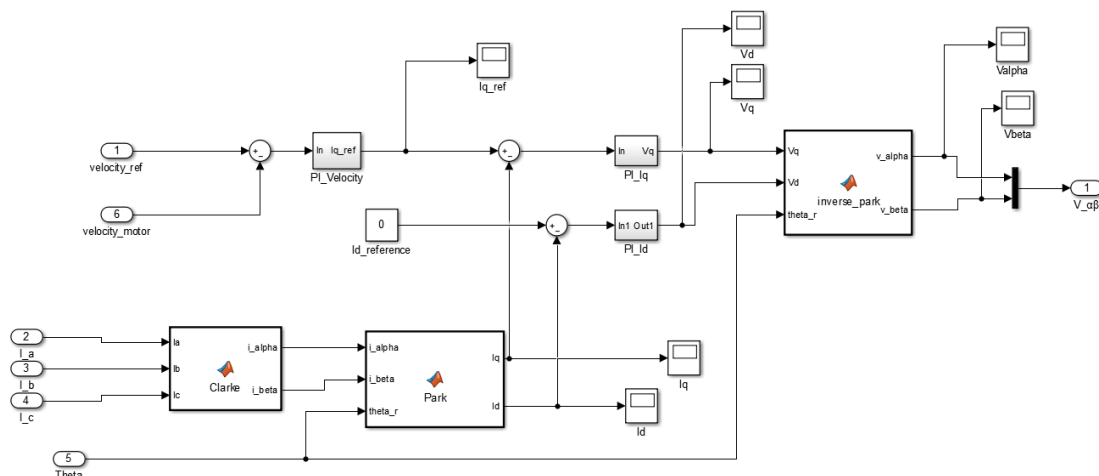 Iq_ref
Vd
Vq
Valpha
Vbeta
1
velocity_ref
+
-
In Iq_ref
PI_Velocity
+
-
In Vq
PI_Iq
Vq
Vd
theta_r
v_alpha
v_beta
inverse_park
1
V_αβ
6
velocity_motor
0
Id_reference
+
-
In1 Out1
PI_Id
2
I_a
3
I_b
4
I_c
Ia
Ib
Ic
i_alpha
i_beta
Clarke
i_alpha
i_beta
theta_r
Iq
Id
Park
Iq
Id
5
Theta